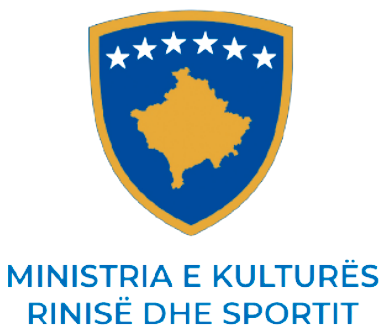 MINISTRIA E KULTURËS
RINISË DHE SPORTIT